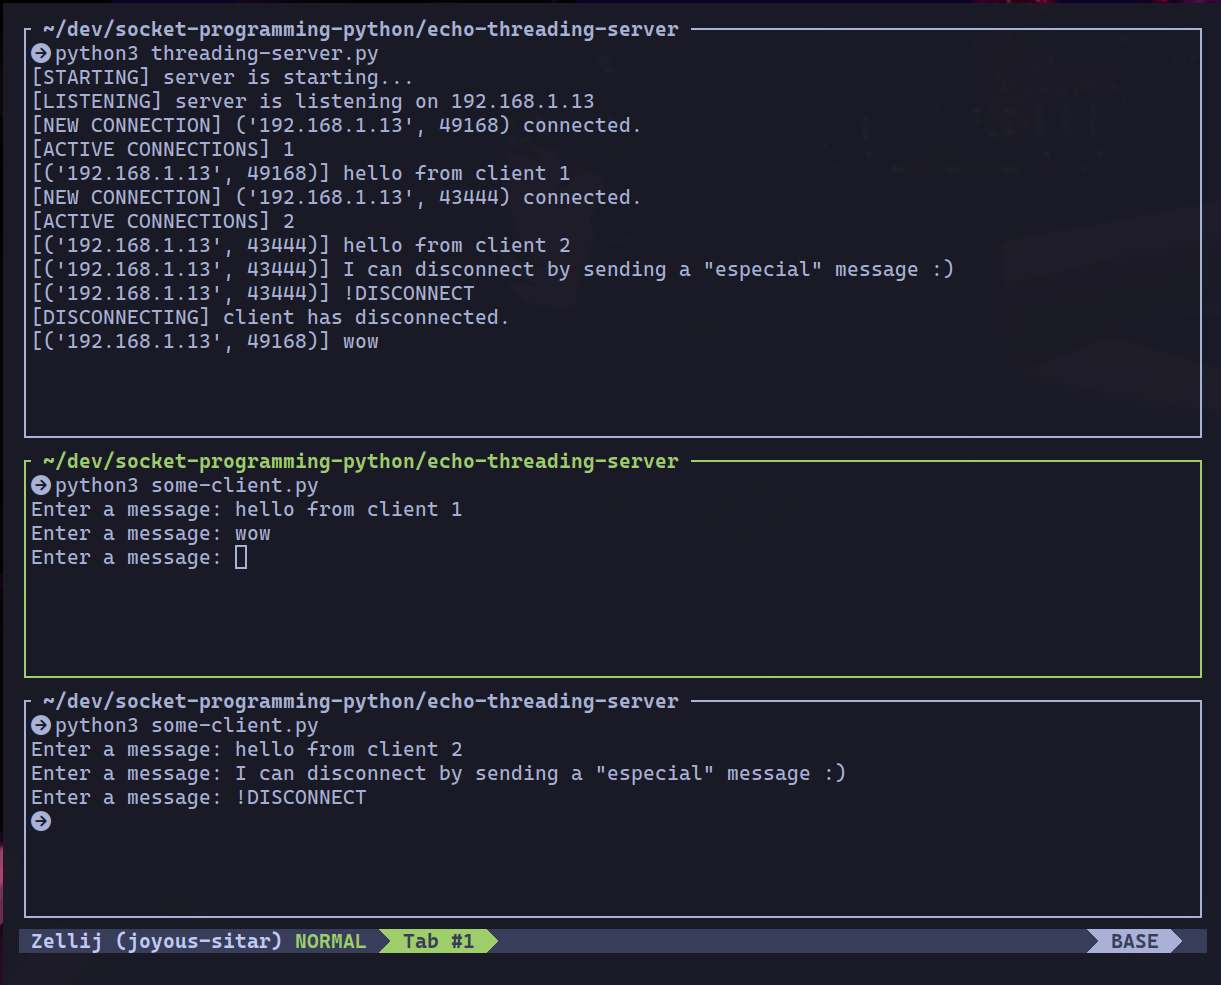 ~/dev/socket-programming-python/echo-threading-server
python3 threading-server.py
[STARTING] server is starting...
[LISTENING] server is listening on 192.168.1.13
[NEW CONNECTION] ('192.168.1.13', 49168) connected.
[ACTIVE CONNECTIONS] 1
[('192.168.1.13', 49168)] hello from client 1
[NEW CONNECTION] ('192.168.1.13', 43444) connected.
[ACTIVE CONNECTIONS] 2
[('192.168.1.13', 43444)] hello from client 2
[('192.168.1.13', 43444)] I can disconnect by sending a "especial" message :)
[('192.168.1.13', 43444)] !DISCONNECT
[DISCONNECTING] client has disconnected.
[('192.168.1.13', 49168)] wow
~/dev/socket-programming-python/echo-threading-server
python3 some-client.py
Enter a message: hello from client 1
Enter a message: wow
Enter a message:
~/dev/socket-programming-python/echo-threading-server
python3 some-client.py
Enter a message: hello from client 2
Enter a message: I can disconnect by sending a "especial" message :)
Enter a message: !DISCONNECT
Zellij (joyous-sitar) NORMAL Tab #1 BASE